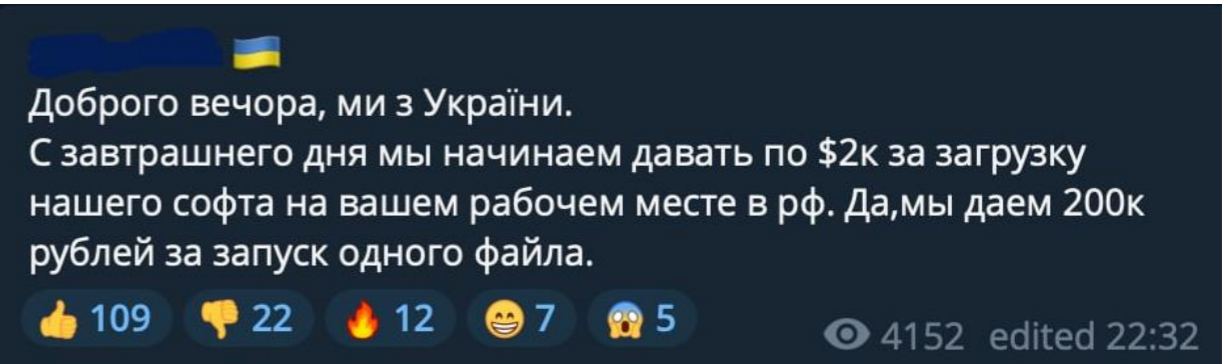 Доброго вечора, ми з України.
С завтрашнего дня мы начинаем давать по $2к за загрузку
нашего софта на вашем рабочем месте в рф. Да,мы даем 200к
рублей за запуск одного файла.
109 22 12 7 5
4152 edited 22:32